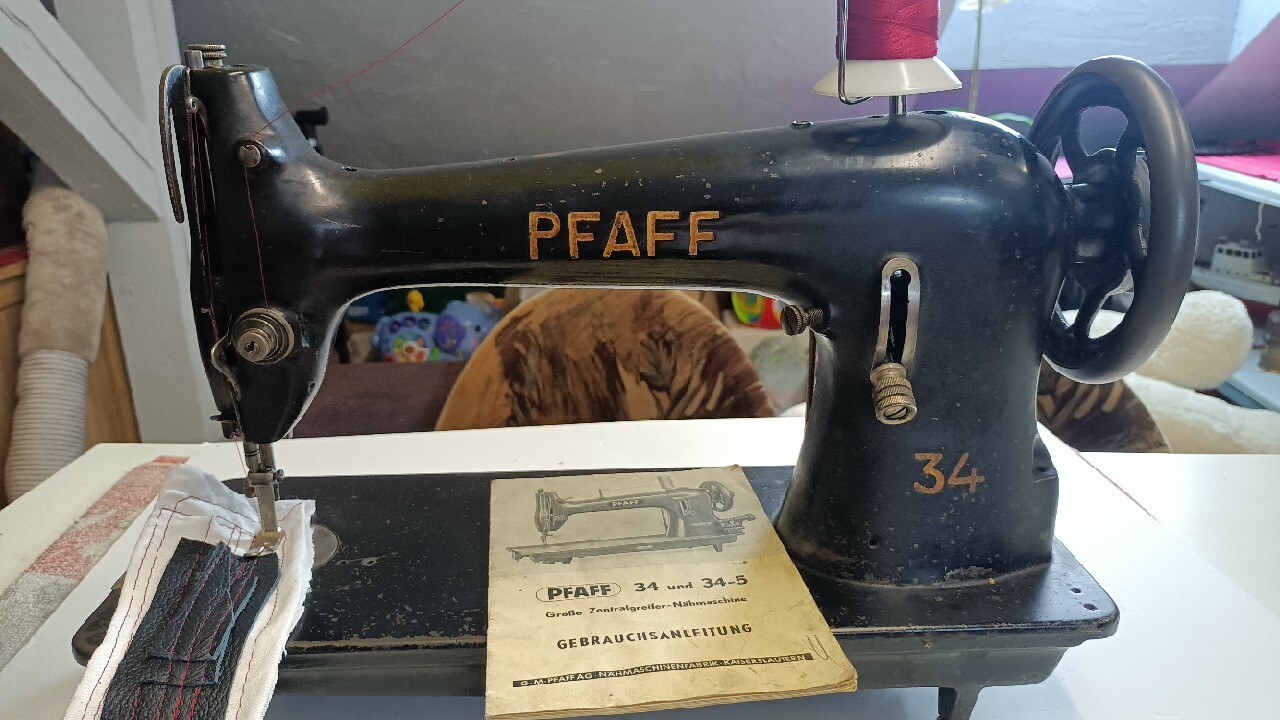 PFAFF
34
PFAFF
PFAFF 34 und 34-5
Große Zentralgreifer-Nähmaschine
GEBRAUCHSANLEITUNG
G.M.PFAFF AG · NÄHMASCHINENFABRIK · KAISERSLAUTERN